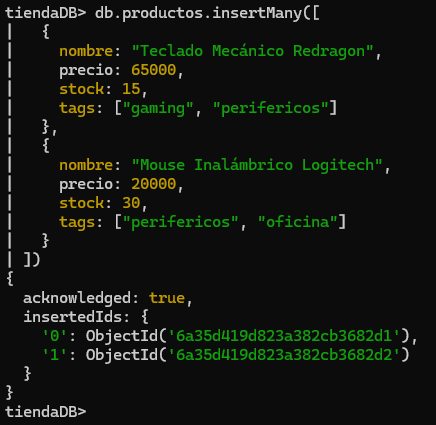 tiendaDB> db.productos.insertMany([
|   {
|     nombre: "Teclado Mecánico Redragon",
|     precio: 65000,
|     stock: 15,
|     tags: ["gaming", "perifericos"]
|   },
|   {
|     nombre: "Mouse Inalámbrico Logitech",
|     precio: 20000,
|     stock: 30,
|     tags: ["perifericos", "oficina"]
|   }
| ])
{
  acknowledged: true,
  insertedIds: {
    '0': ObjectId('6a35d419d823a382cb3682d1'),
    '1': ObjectId('6a35d419d823a382cb3682d2')
  }
}
tiendaDB>